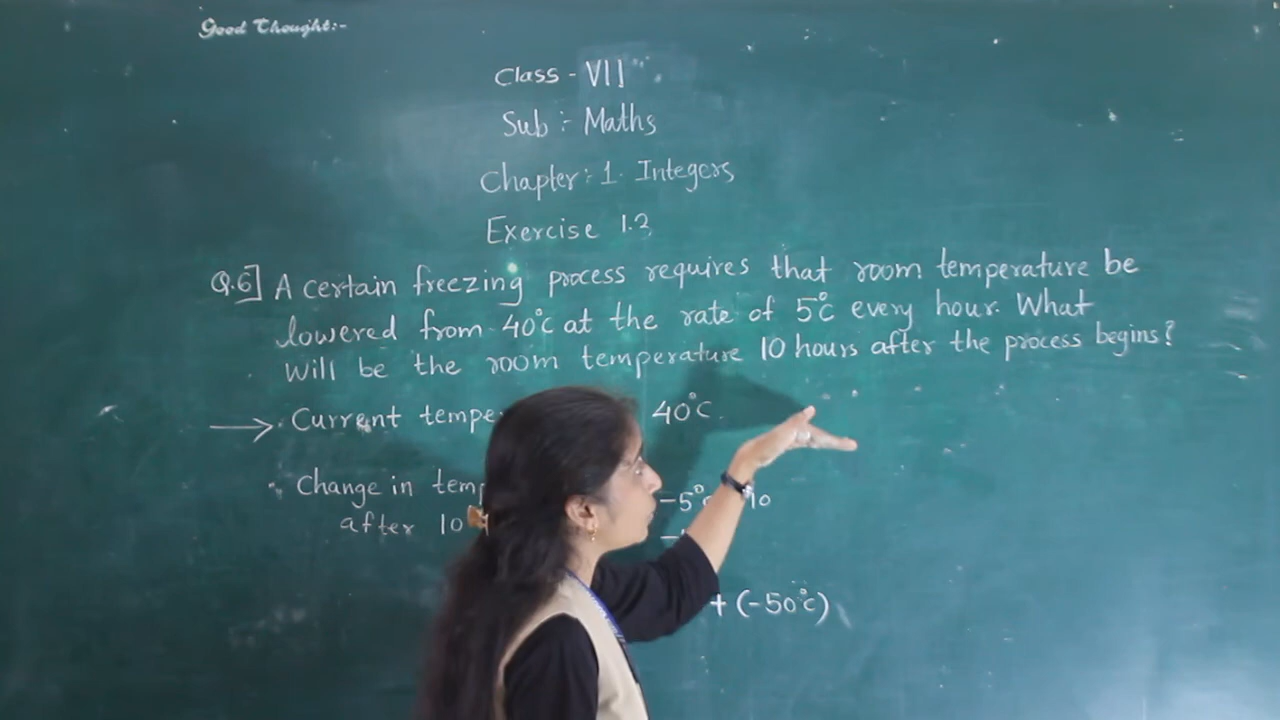 Good Thought:-
Class - VII
Sub :- Maths
Chapter: 1. Integers
Exercise 1.3
Q.6] A certain freezing process requires that room temperature be
lowered from 40°c at the rate of 5°c every hour. What
Will be the room temperature 10 hours after the process begins?
→ Current tempe 40°C.
Change in temp -5°c 10
after 10
+ (-50°c)